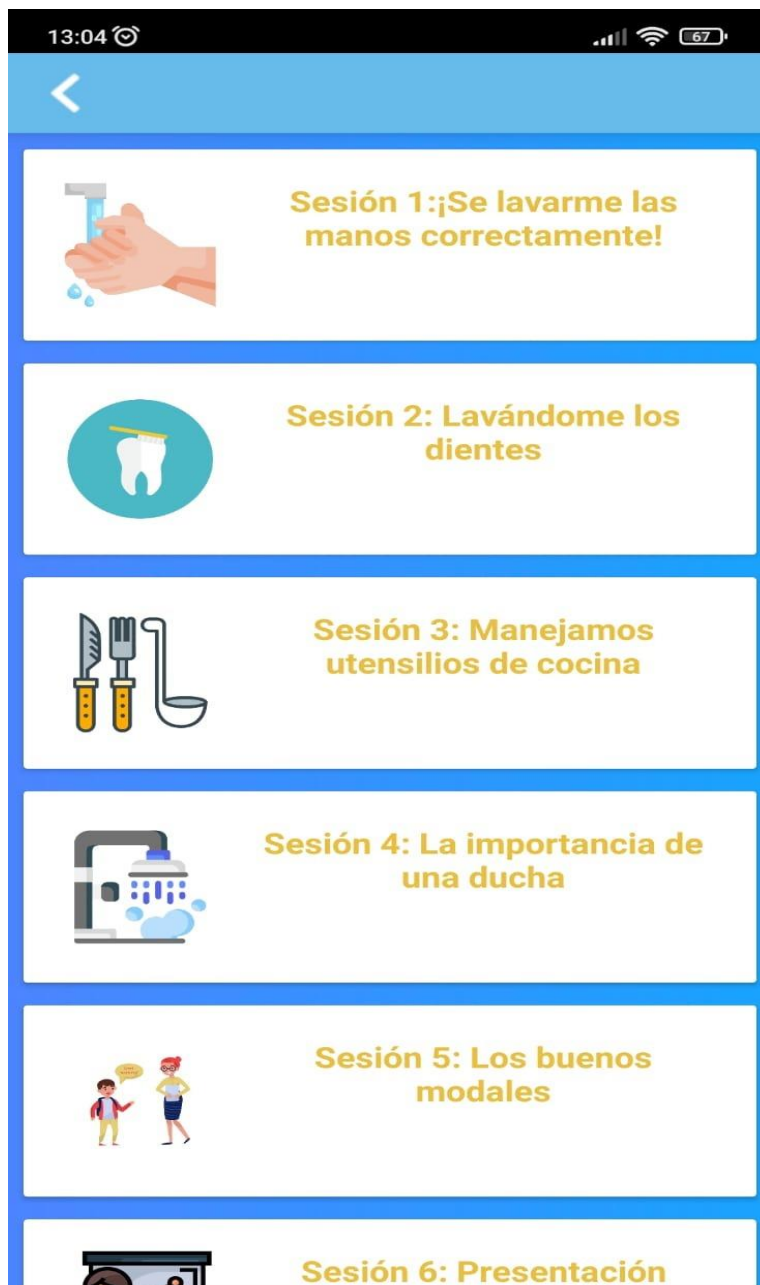 13:04
67
Sesión 1:¡Se lavarme las
manos correctamente!
Sesión 2: Lavándome los
dientes
Sesión 3: Manejamos
utensilios de cocina
Sesión 4: La importancia de
una ducha
Sesión 5: Los buenos
modales
Sesión 6: Presentación